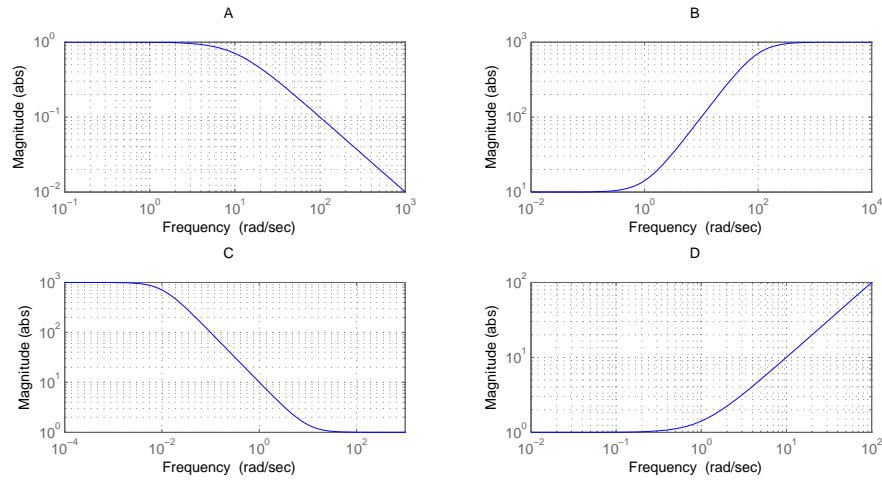 A
Magnitude (abs)
10^0
10^-1
10^-2
10^-1 10^0 10^1 10^2 10^3
Frequency (rad/sec)
B
Magnitude (abs)
10^3
10^2
10^1
10^-2 10^0 10^2 10^4
Frequency (rad/sec)
C
Magnitude (abs)
10^3
10^2
10^1
10^0
10^-4 10^-2 10^0 10^2
Frequency (rad/sec)
D
Magnitude (abs)
10^2
10^1
10^0
10^-2 10^-1 10^0 10^1 10^2
Frequency (rad/sec)